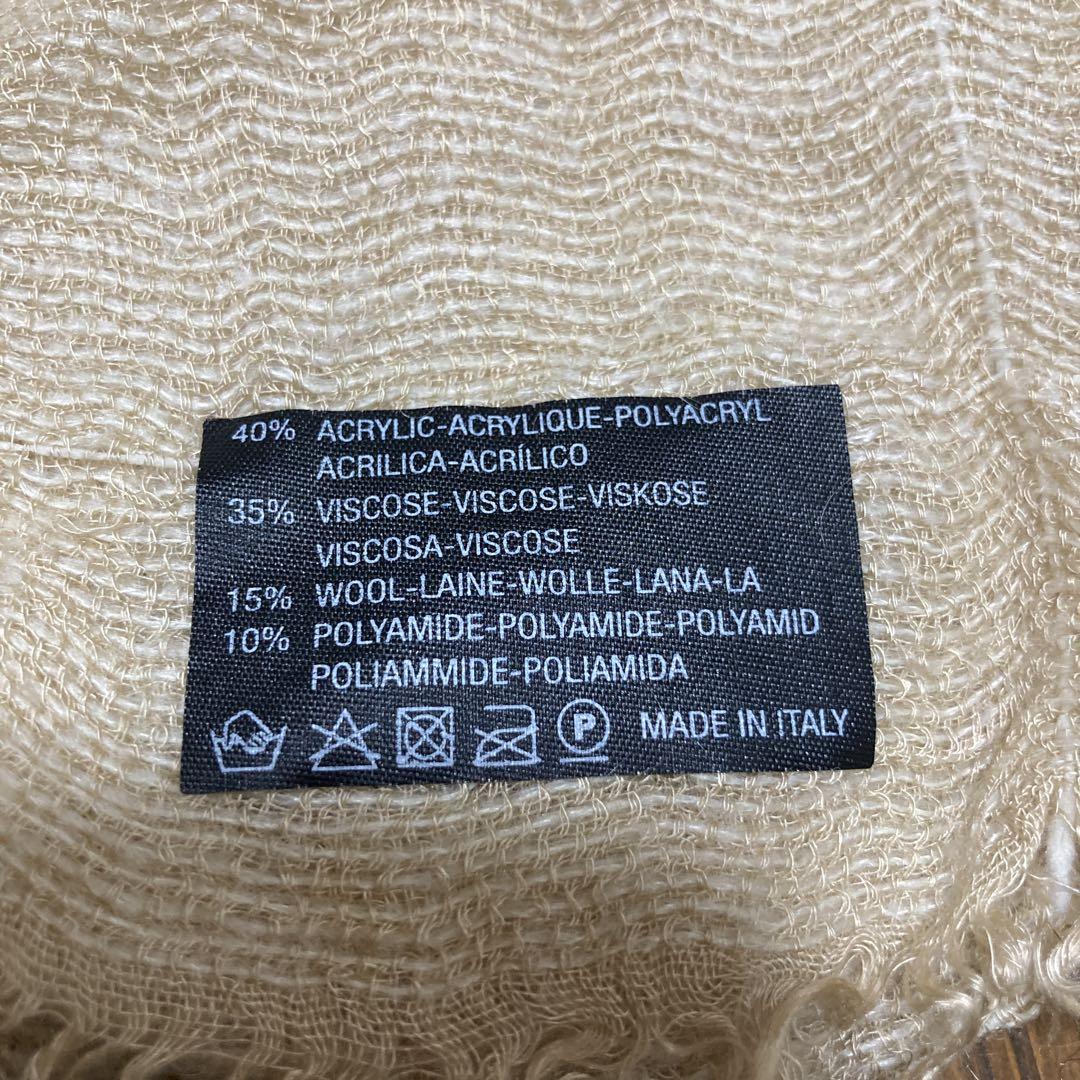 40% ACRYLIC-ACRYLIQUE-POLYACRYL
ACRILICA-ACRÍLICO
35% VISCOSE-VISCOSE-VISKOSE
VISCOSA-VISCOSE
15% WOOL-LAINE-WOLLE-LANA-LA
10% POLYAMIDE-POLYAMIDE-POLYAMID
POLIAMMIDE-POLIAMIDA
P MADE IN ITALY